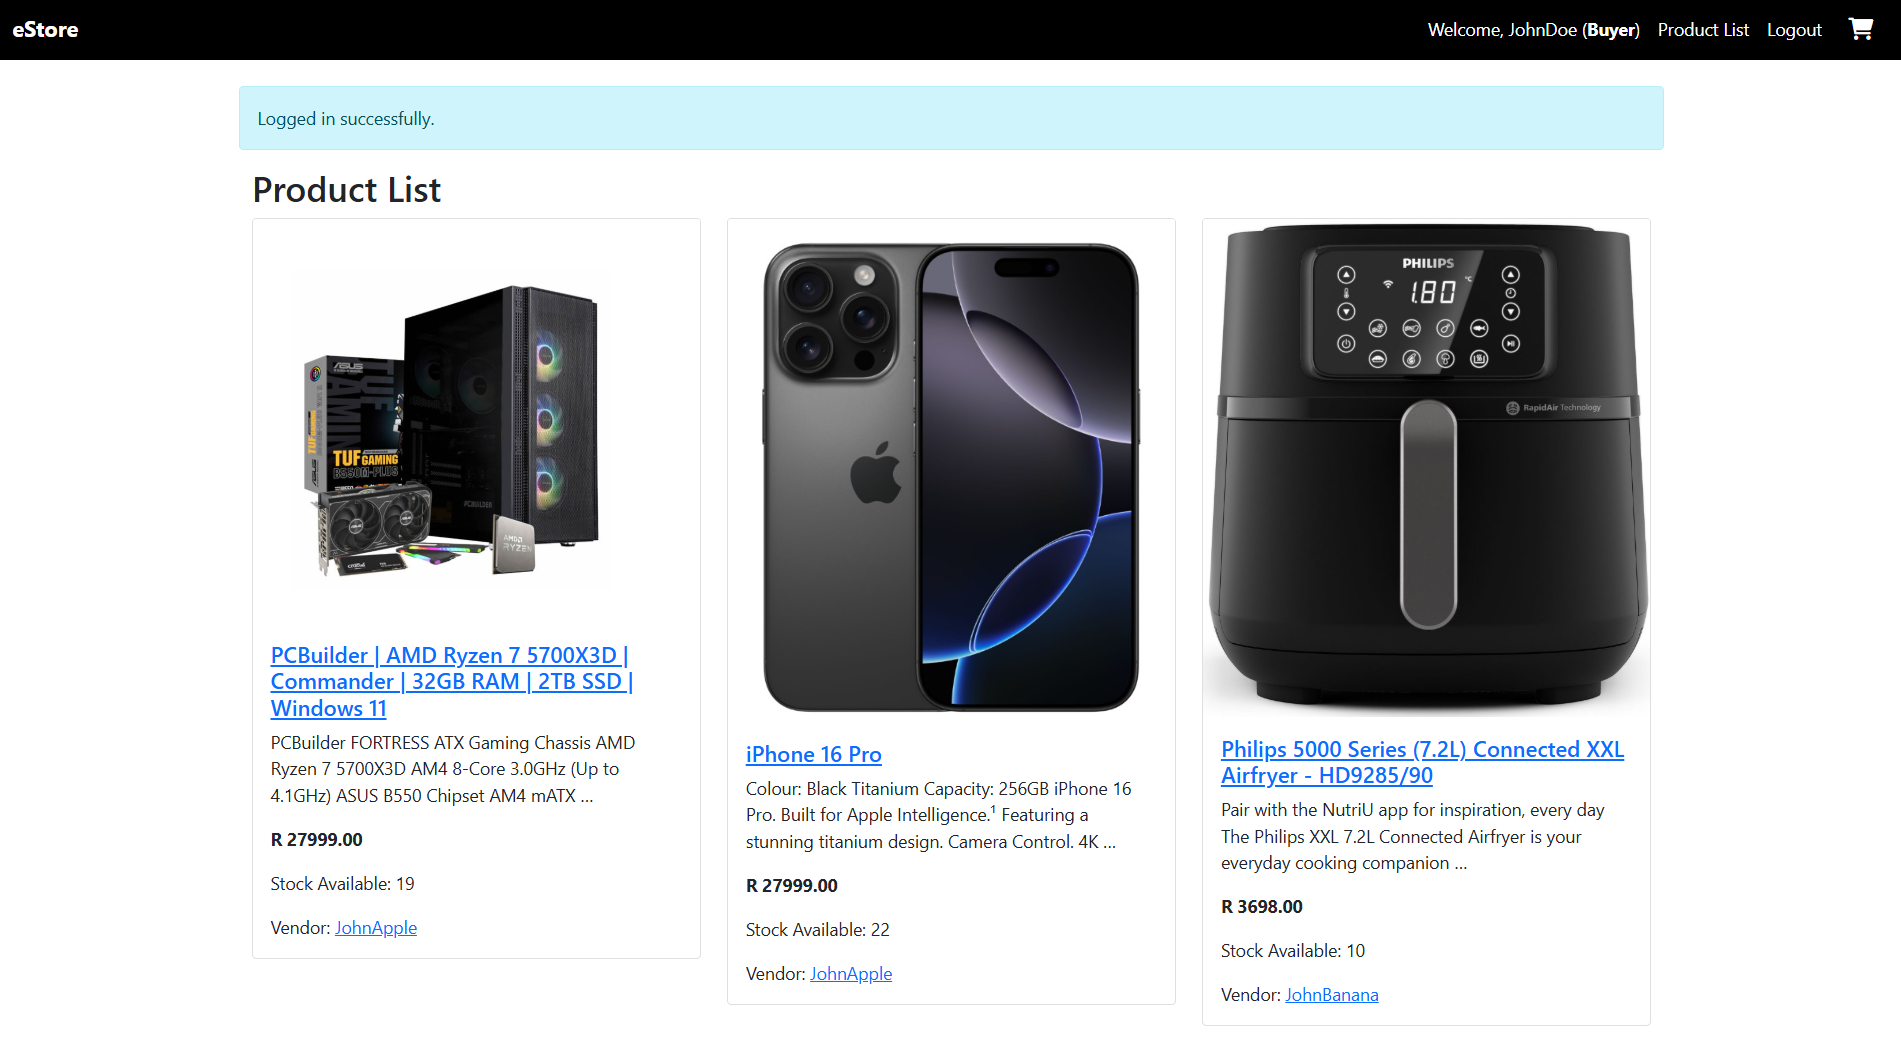 eStore
Welcome, JohnDoe (Buyer) Product List Logout
Logged in successfully.
Product List
ASUS
TUF GAMING
TUF GAMING
B550M-PLUS
PCBUILDER
AMD
RYZEN
crucial
PCBuilder | AMD Ryzen 7 5700X3D |
Commander | 32GB RAM | 2TB SSD |
Windows 11
PCBuilder FORTRESS ATX Gaming Chassis AMD
Ryzen 7 5700X3D AM4 8-Core 3.0GHz (Up to
4.1GHz) ASUS B550 Chipset AM4 mATX ...
R 27999.00
Stock Available: 19
Vendor: JohnApple
iPhone 16 Pro
Colour: Black Titanium Capacity: 256GB iPhone 16
Pro. Built for Apple Intelligence.¹ Featuring a
stunning titanium design. Camera Control. 4K ...
R 27999.00
Stock Available: 22
Vendor: JohnApple
PHILIPS
180 °C
RapidAir Technology
Philips 5000 Series (7.2L) Connected XXL
Airfryer - HD9285/90
Pair with the NutriU app for inspiration, every day
The Philips XXL 7.2L Connected Airfryer is your
everyday cooking companion ...
R 3698.00
Stock Available: 10
Vendor: JohnBanana